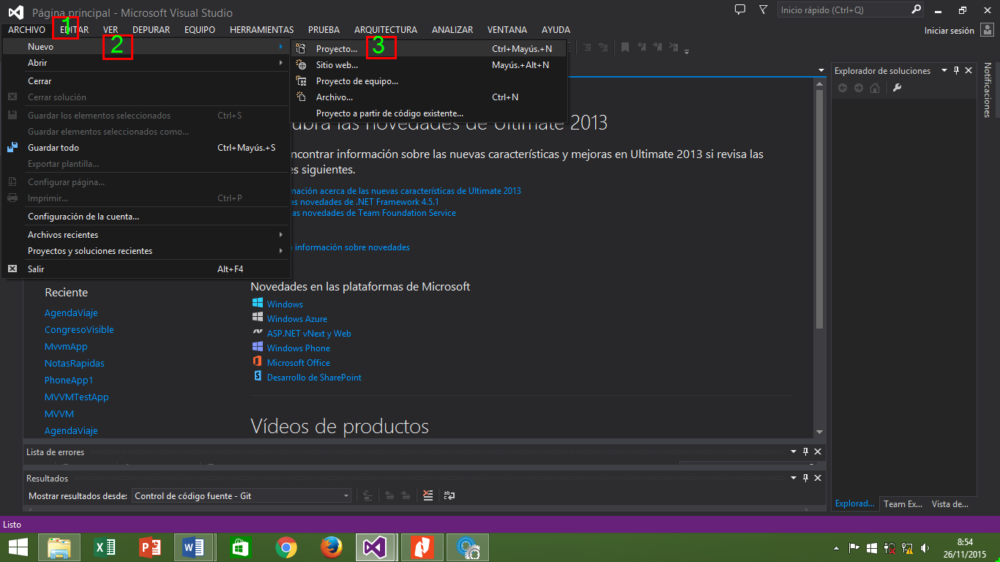 Página principal - Microsoft Visual Studio
Inicio rápido (Ctrl+Q)
ARCHIVO EDITAR VER DEPURAR EQUIPO HERRAMIENTAS PRUEBA ARQUITECTURA ANALIZAR VENTANA AYUDA
1
Iniciar sesión
Nuevo
2
Abrir
Cerrar
Cerrar solución
Guardar los elementos seleccionados Ctrl+S
Guardar elementos seleccionados como...
Guardar todo Ctrl+Mayús.+S
Exportar plantilla...
Configurar página...
Imprimir... Ctrl+P
Configuración de la cuenta...
Archivos recientes
Proyectos y soluciones recientes
Salir Alt+F4
Proyecto... Ctrl+Mayús.+N
3
Sitio web... Mayús.+Alt+N
Proyecto de equipo...
Archivo... Ctrl+N
Proyecto a partir de código existente...
las novedades de Ultimate 2013
ncontrar información sobre las nuevas características y mejoras en Ultimate 2013 si revisa las
es siguientes.
mación acerca de las nuevas características de Ultimate 2013
as novedades de .NET Framework 4.5.1
as novedades de Team Foundation Service
información sobre novedades
Novedades en las plataformas de Microsoft
Windows
Windows Azure
ASP.NET vNext y Web
Windows Phone
Microsoft Office
Desarrollo de SharePoint
Vídeos de productos
Reciente
AgendaViaje
CongresoVisible
MvvmApp
NotasRapidas
PhoneApp1
MVVMTestApp
MVVM
AgendaViaje
Explorador de soluciones
Notificaciones
Explorad... Team Ex... Vista de...
Lista de errores
Resultados
Mostrar resultados desde: Control de código fuente - Git
Listo
8:54
26/11/2015